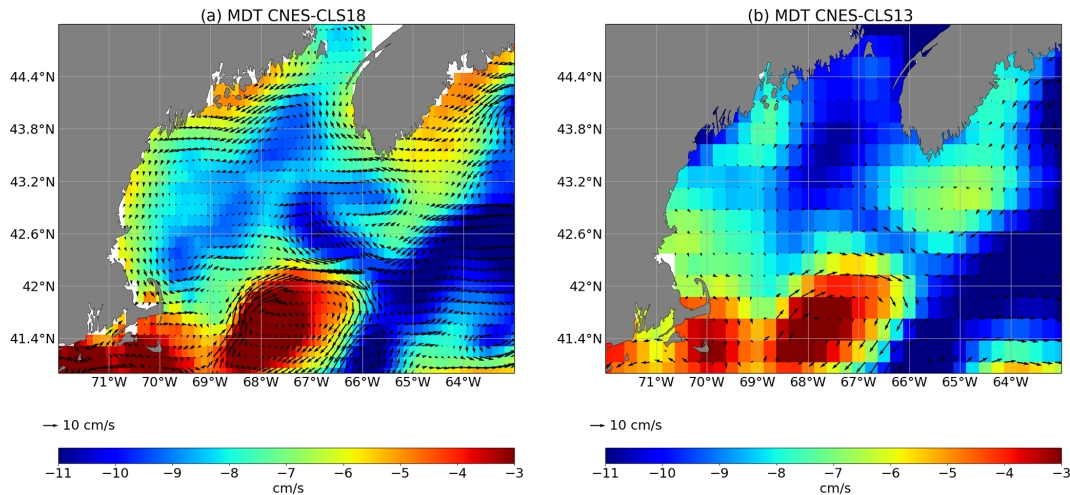 (a) MDT CNES-CLS18
44.4°N
43.8°N
43.2°N
42.6°N
42°N
41.4°N
71°W 70°W 69°W 68°W 67°W 66°W 65°W 64°W
10 cm/s
−11 −10 −9 −8 −7 −6 −5 −4 −3
cm/s
(b) MDT CNES-CLS13
44.4°N
43.8°N
43.2°N
42.6°N
42°N
41.4°N
71°W 70°W 69°W 68°W 67°W 66°W 65°W 64°W
10 cm/s
−11 −10 −9 −8 −7 −6 −5 −4 −3
cm/s